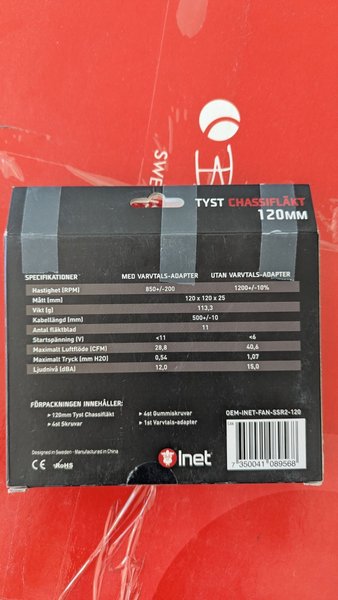 SWE
TYST CHASSIFLÄKT
120MM
SPECIFIKATIONER MED VARVTALS-ADAPTER UTAN VARVTALS-ADAPTER
Hastighet (RPM) 850+/-200 1200+/-10%
Mått (mm) 120 x 120 x 25
Vikt (g) 113,3
Kabellängd (mm) 500+/-10
Antal fläktblad 11
Startspänning (V) <11 <6
Maximalt Luftflöde (CFM) 28,8 40,6
Maximalt Tryck (mm H2O) 0,54 1,07
Ljudnivå (dBA) 12,0 15,0
FÖRPACKNINGEN INNEHÅLLER:
> 120mm Tyst Chassifläkt > 4st Gummiskruvar
> 4st Skruvar > 1st Varvtals-adapter
OEM-INET-FAN-SSR2-120
EAN
7 350041 089568
Designed in Sweden - Manufactured in China
CE RoHS
Inet